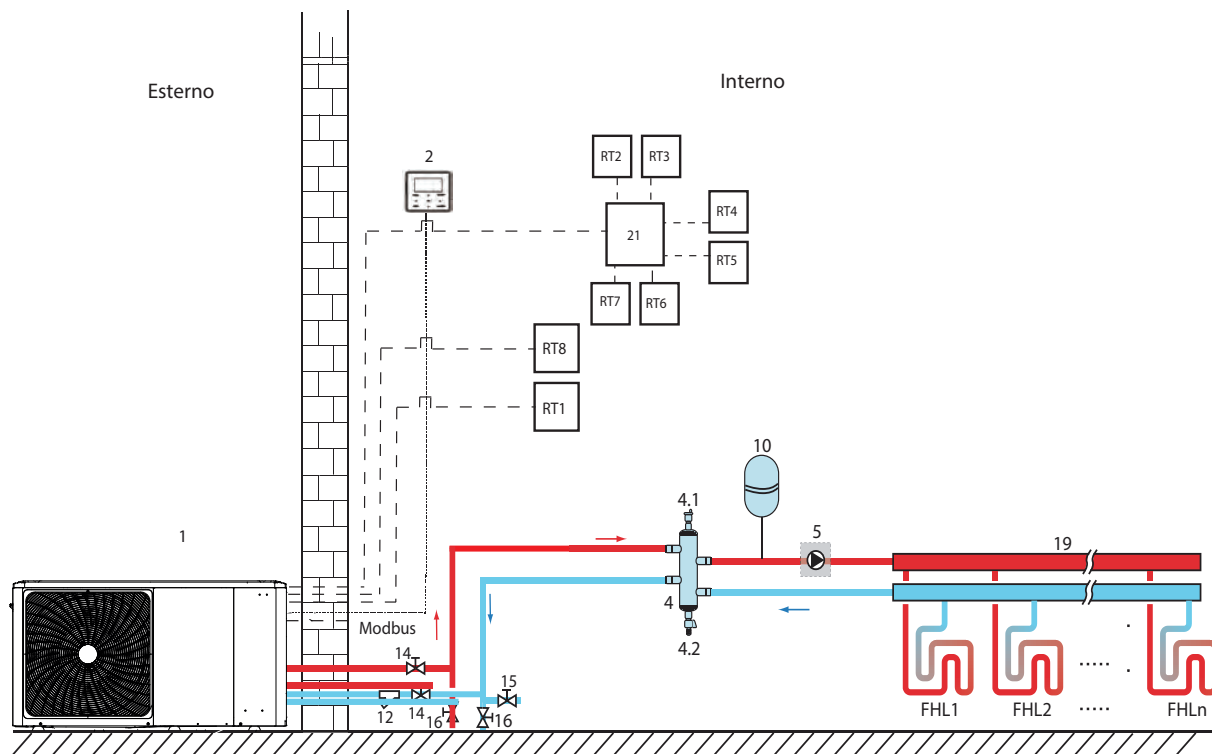 Esterno
Interno
2
RT2
RT3
RT4
21
RT5
RT7
RT6
RT8
RT1
10
4.1
1
5
19
4
4.2
Modbus
14
15
12
14
16
16
FHL1
FHL2
.....
.....
.
.
FHLn